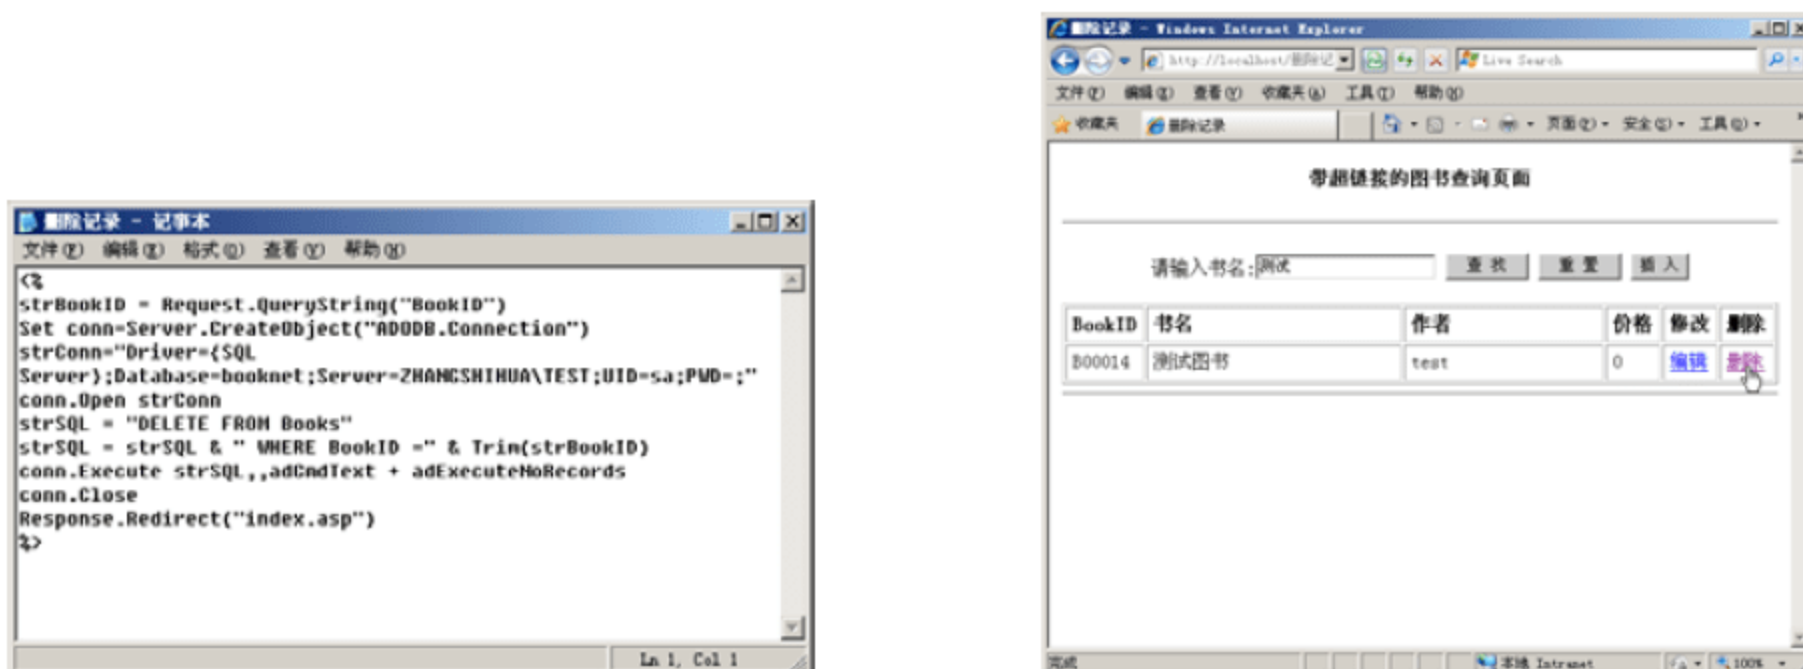 删除记录 - 记事本
文件(F) 编辑(E) 格式(O) 查看(V) 帮助(H)
<%
strBookID = Request.QueryString("BookID")
Set conn=Server.CreateObject("ADODB.Connection")
strConn="Driver={SQL
Server};Database=booknet;Server=ZHANGSHIHUA\TEST;UID=sa;PWD=;"
conn.Open strConn
strSQL = "DELETE FROM Books"
strSQL = strSQL & " WHERE BookID =" & Trim(strBookID)
conn.Execute strSQL,,adCmdText + adExecuteNoRecords
conn.Close
Response.Redirect("index.asp")
%>
Ln 1, Col 1
删除记录 - Windows Internet Explorer
http://localhost/删除记 Live Search
文件(F) 编辑(E) 查看(V) 收藏夹(A) 工具(T) 帮助(H)
收藏夹 删除记录 页面(P) 安全(S) 工具(O)
带超链接的图书查询页面
请输入书名:测试 查 找 重 置 插 入
BookID 书名 作者 价格 修改 删除
B00014 测试图书 test 0 编辑 删除
完成 本地 Intranet 100%